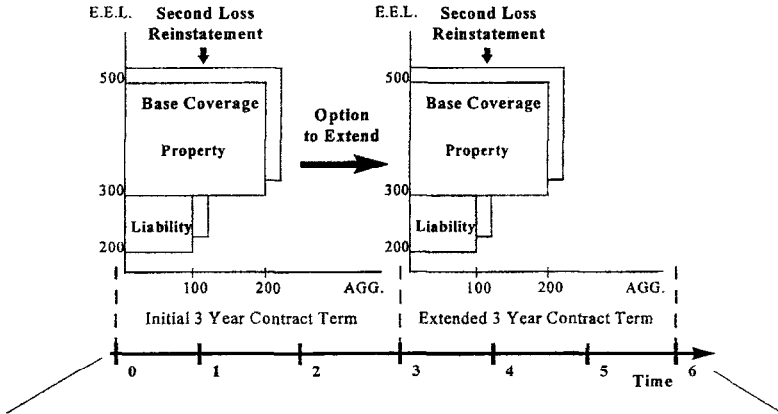 E.E.L.
Second Loss
Reinstatement
500
Base Coverage
Property
300
Liability
200
100 200 AGG.
Option
to Extend
E.E.L.
Second Loss
Reinstatement
500
Base Coverage
Property
300
Liability
200
100 200 AGG.
Initial 3 Year Contract Term
Extended 3 Year Contract Term
0 1 2 3 4 5 6
Time